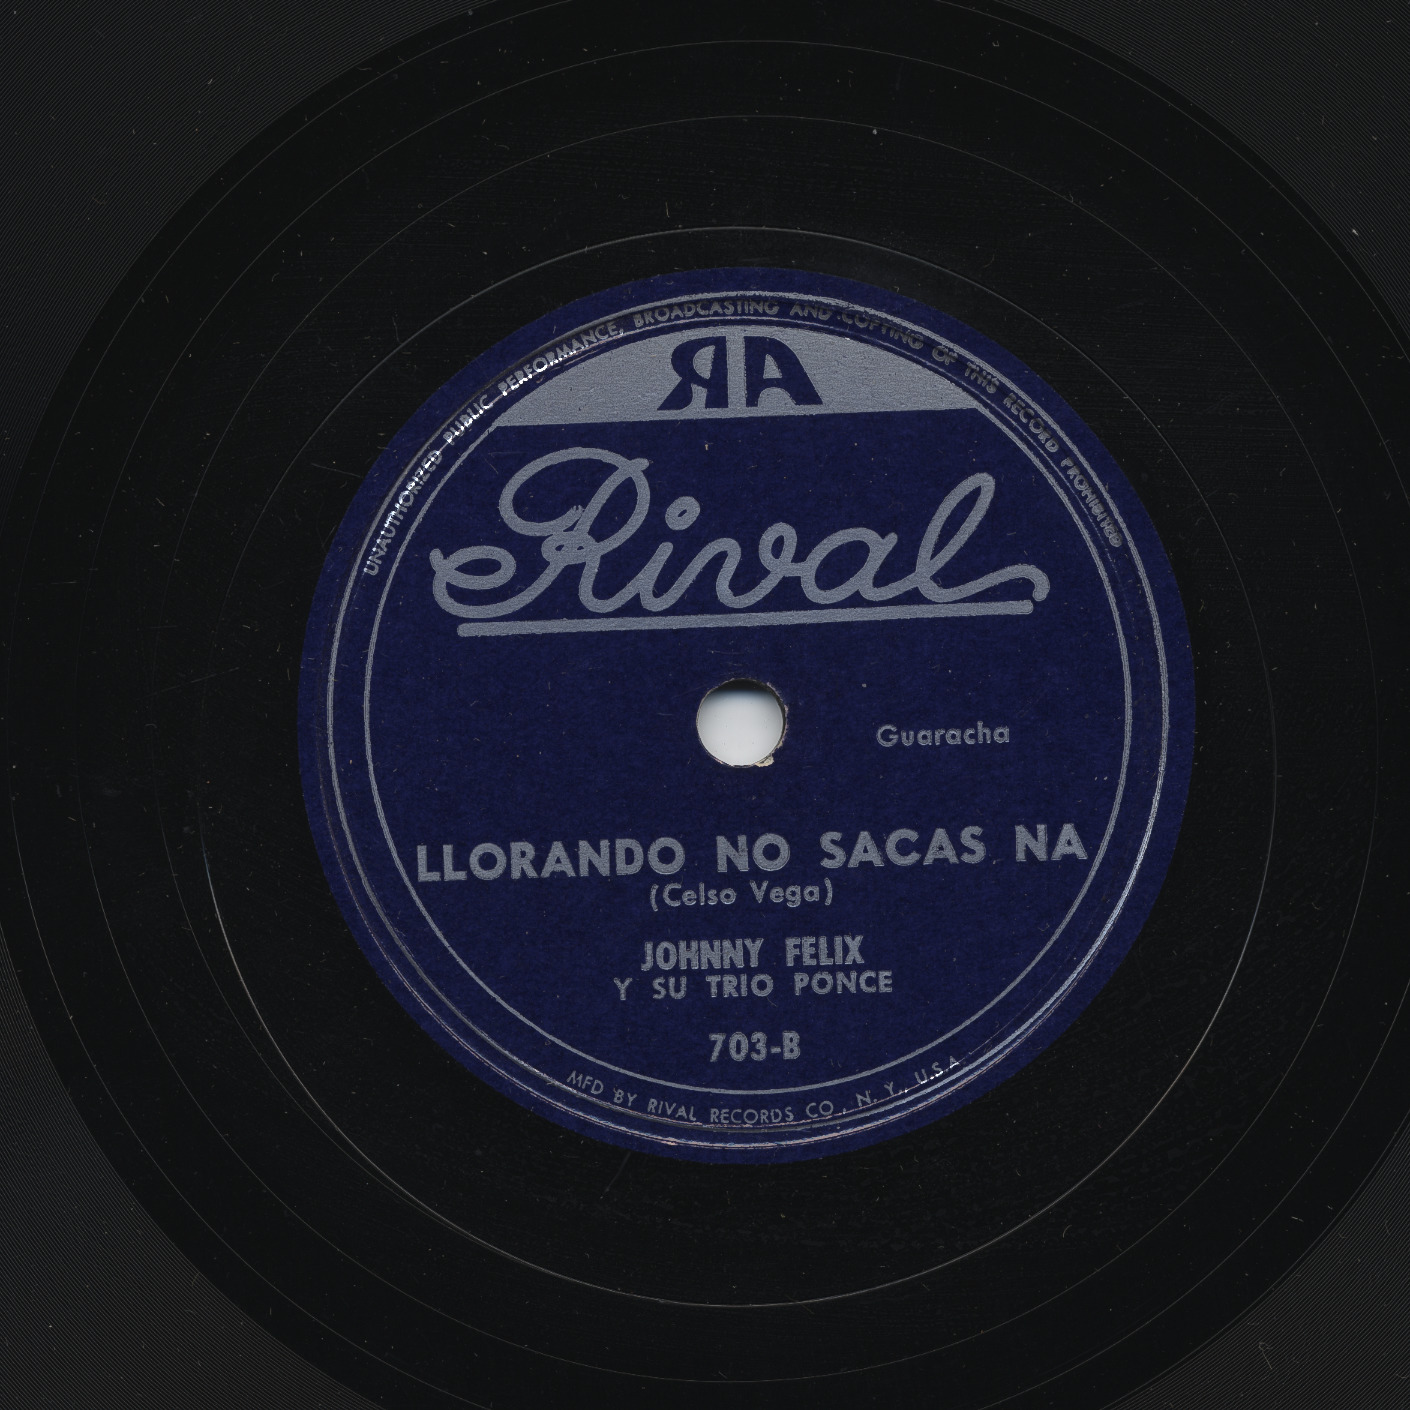 UNAUTHORIZED PUBLIC PERFORMANCE, BROADCASTING AND COPYING OF THIS RECORD PROHIBITED
RA
Rival
Guaracha
LLORANDO NO SACAS NA
(Celso Vega)
JOHNNY FELIX
Y SU TRIO PONCE
703-B
MFD BY RIVAL RECORDS CO., N. Y., U.S.A.